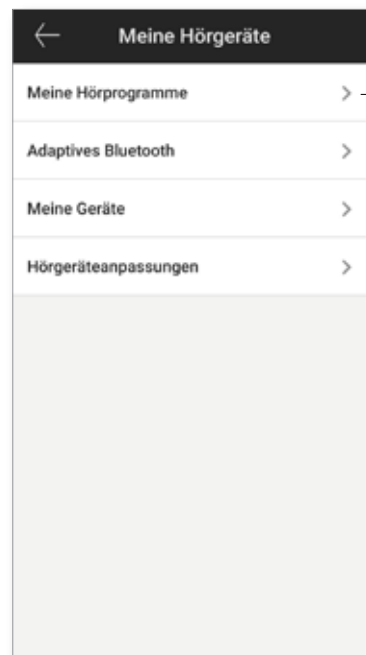 Meine Hörgeräte
Meine Hörprogramme
Adaptives Bluetooth
Meine Geräte
Hörgeräteanpassungen